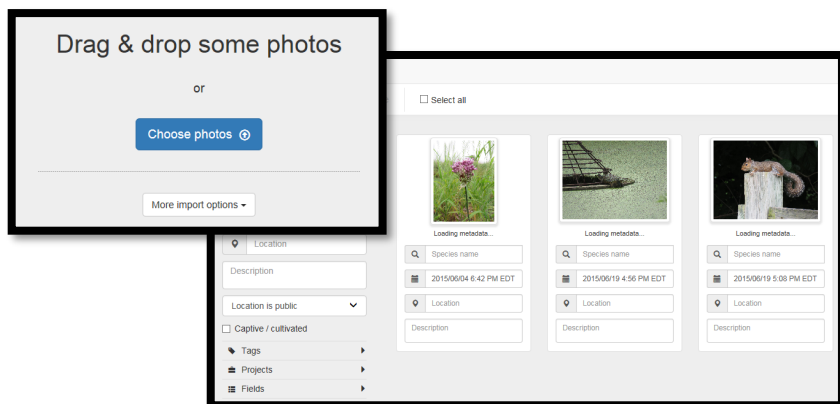 Drag & drop some photos
or
Choose photos
More import options
Select all
Location
Description
Location is public
Captive / cultivated
Tags
Projects
Fields
Loading metadata...
Species name
2015/06/04 6:42 PM EDT
Location
Description
Loading metadata...
Species name
2015/06/19 4:56 PM EDT
Location
Description
Loading metadata...
Species name
2015/06/19 5:08 PM EDT
Location
Description